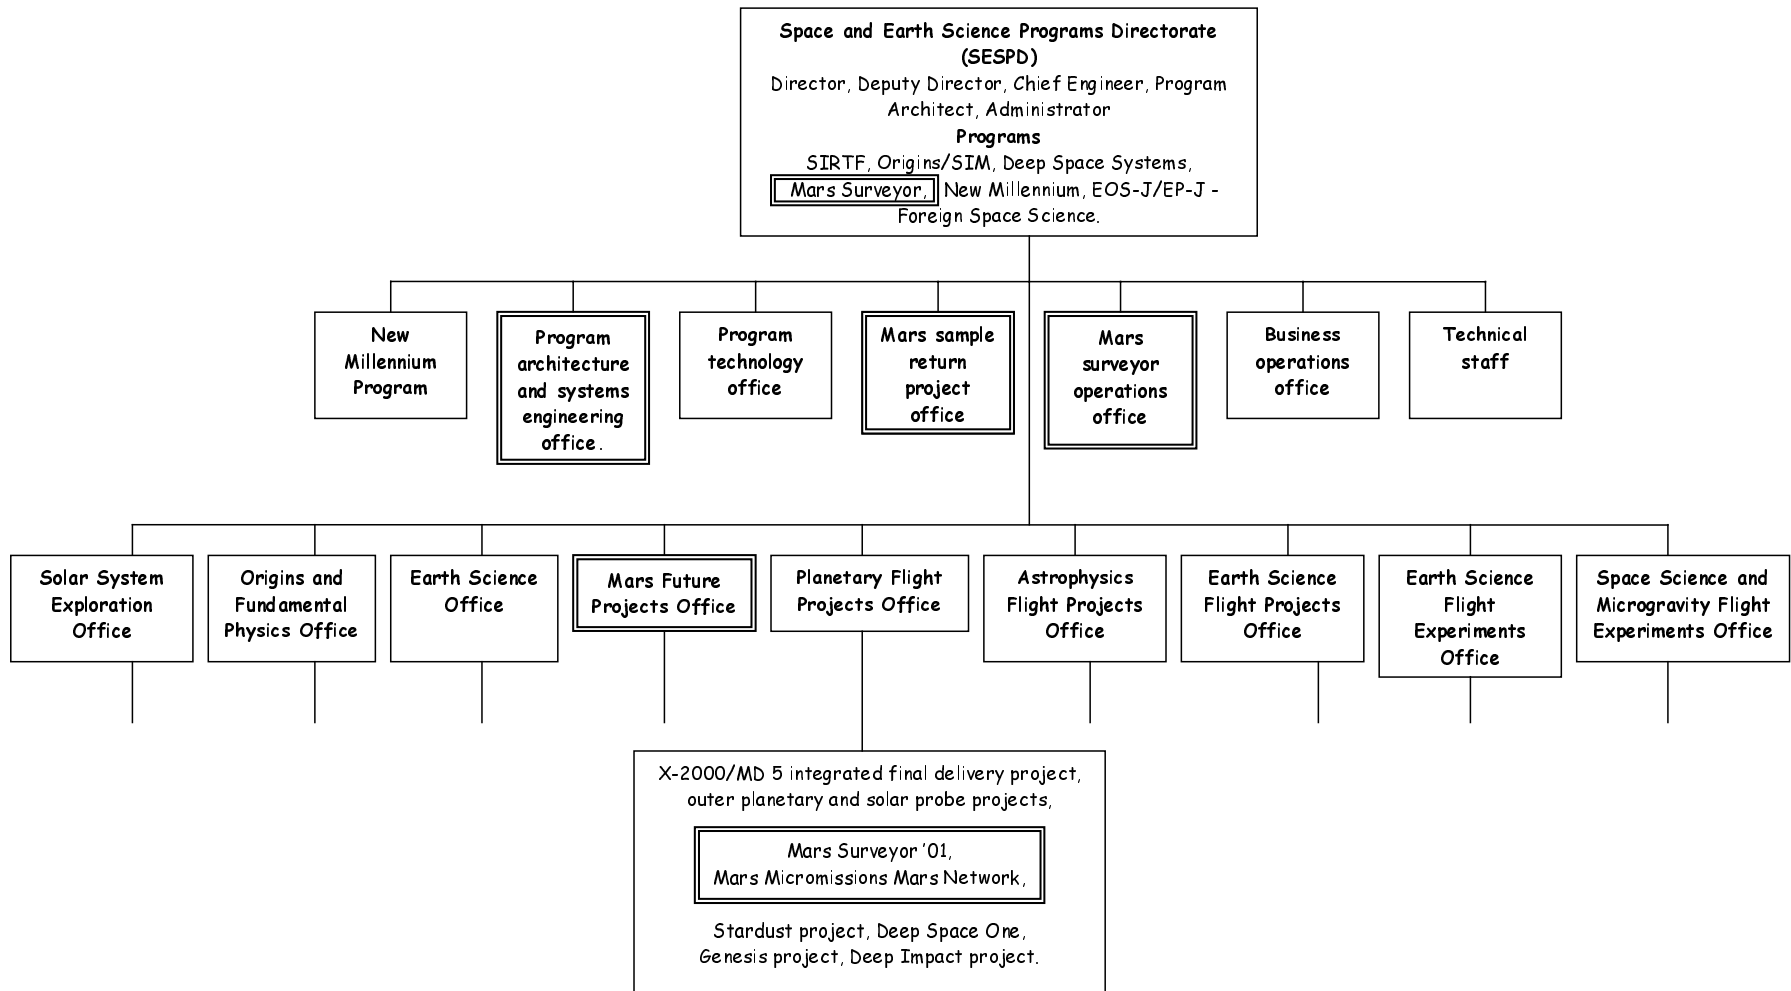 Space and Earth Science Programs Directorate
(SESPD)
Director, Deputy Director, Chief Engineer, Program
Architect, Administrator
Programs
SIRTF, Origins/SIM, Deep Space Systems,
Mars Surveyor, New Millennium, EOS-J/EP-J -
Foreign Space Science.
New
Millennium
Program
Program
architecture
and systems
engineering
office.
Program
technology
office
Mars sample
return
project
office
Mars
surveyor
operations
office
Business
operations
office
Technical
staff
Solar System
Exploration
Office
Origins and
Fundamental
Physics Office
Earth Science
Office
Mars Future
Projects Office
Planetary Flight
Projects Office
Astrophysics
Flight Projects
Office
Earth Science
Flight Projects
Office
Earth Science
Flight
Experiments
Office
Space Science and
Microgravity Flight
Experiments Office
X-2000/MD 5 integrated final delivery project,
outer planetary and solar probe projects,
Mars Surveyor '01,
Mars Micromissions Mars Network,
Stardust project, Deep Space One,
Genesis project, Deep Impact project.